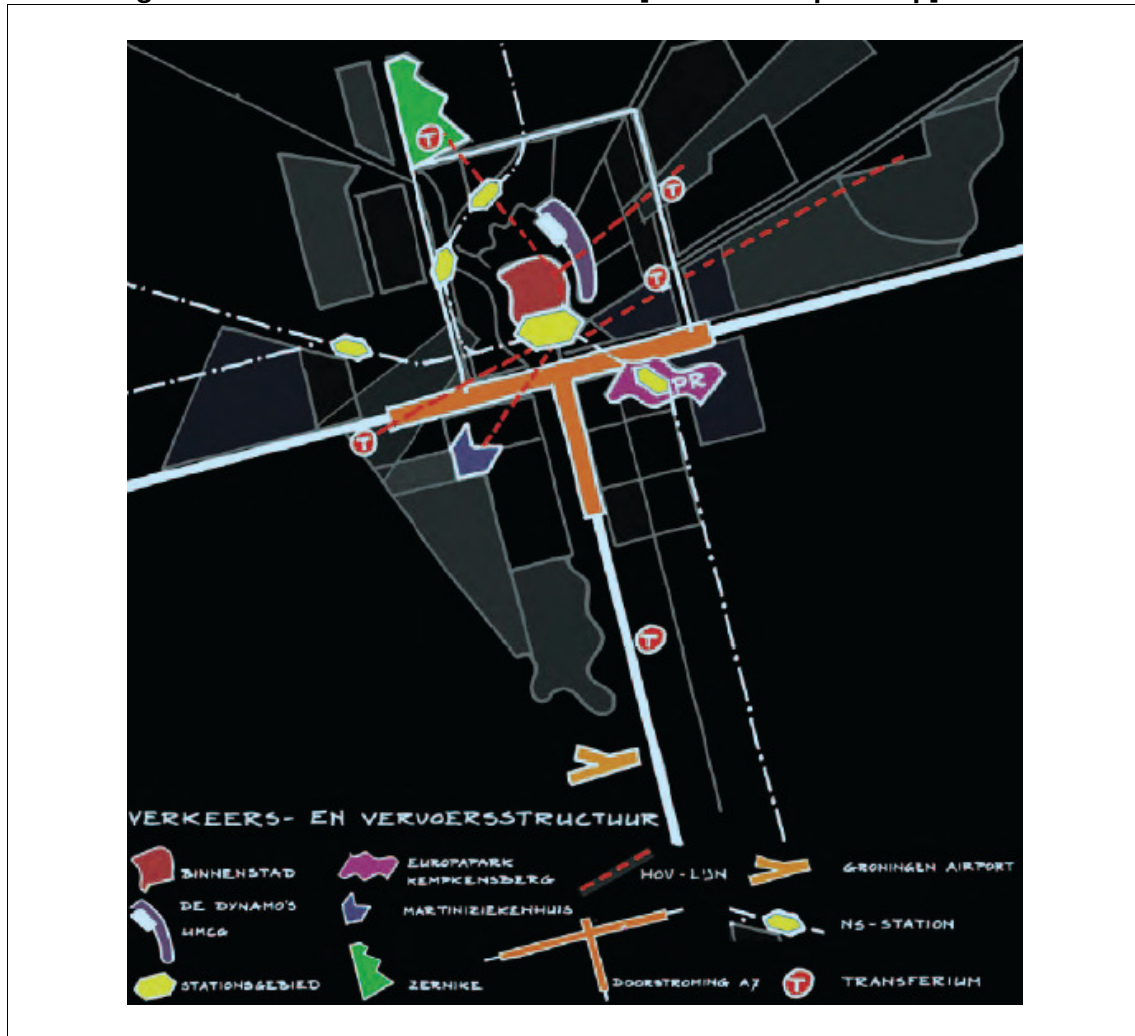 T
T
T
PR
T
T
VERKEERS- EN VERVOERSSTRUCTUUR
BINNENSTAD
DE DYNAMO'S
UMCG
STATIONSGEBIED
EUROPAPARK
KEMPKENSBERG
MARTINIZIEKENHUIS
ZERNIKE
HOV-LIJN
DOORSTROMING A7
GRONINGEN AIRPORT
NS-STATION
T TRANSFERIUM